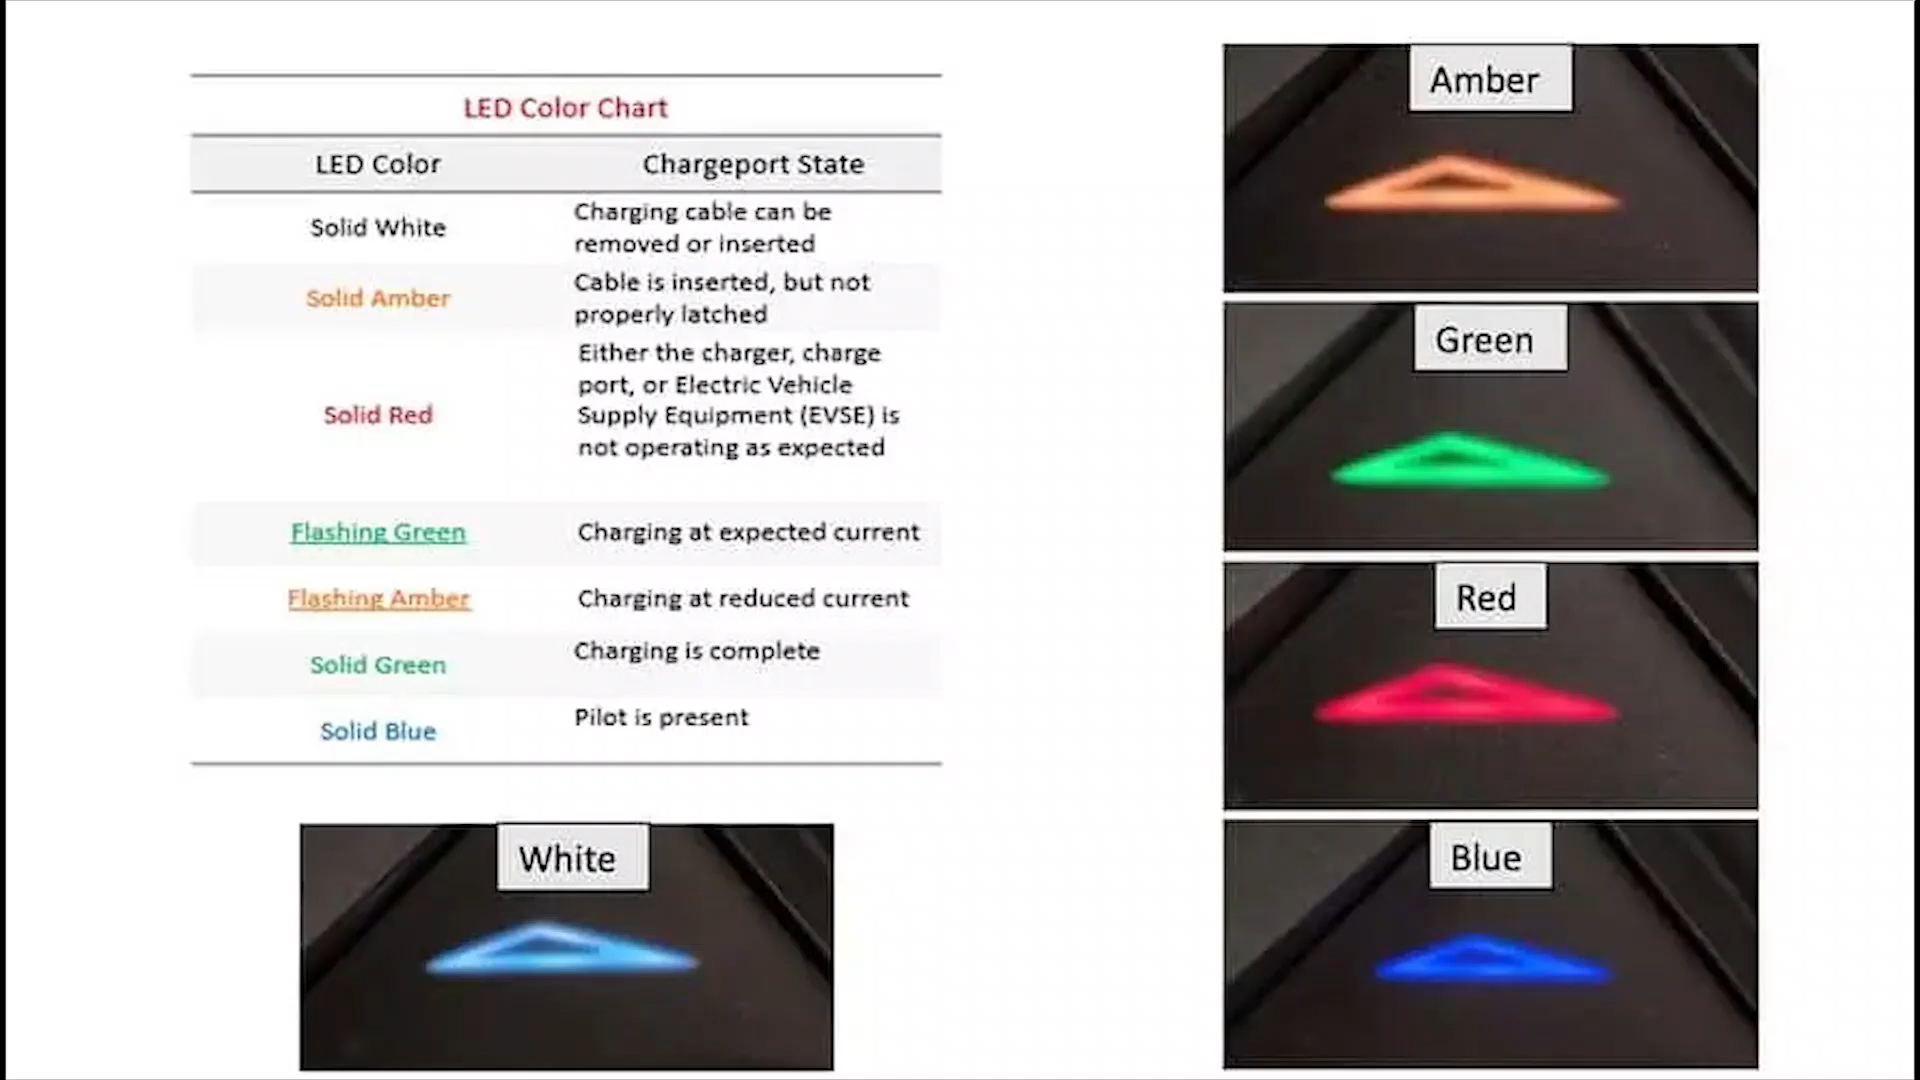 LED Color Chart
LED Color Chargeport State
Solid White
Charging cable can be
removed or inserted
Solid Amber
Cable is inserted, but not
properly latched
Solid Red
Either the charger, charge
port, or Electric Vehicle
Supply Equipment (EVSE) is
not operating as expected
Flashing Green
Charging at expected current
Flashing Amber
Charging at reduced current
Solid Green
Charging is complete
Solid Blue
Pilot is present
White
Amber
Green
Red
Blue